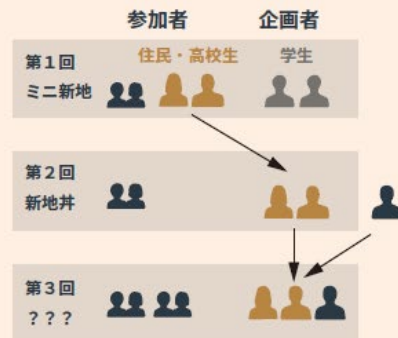 参加者 企画者
住民・高校生 学生
第1回
ミニ新地
第2回
新地丼
第3回
？？？